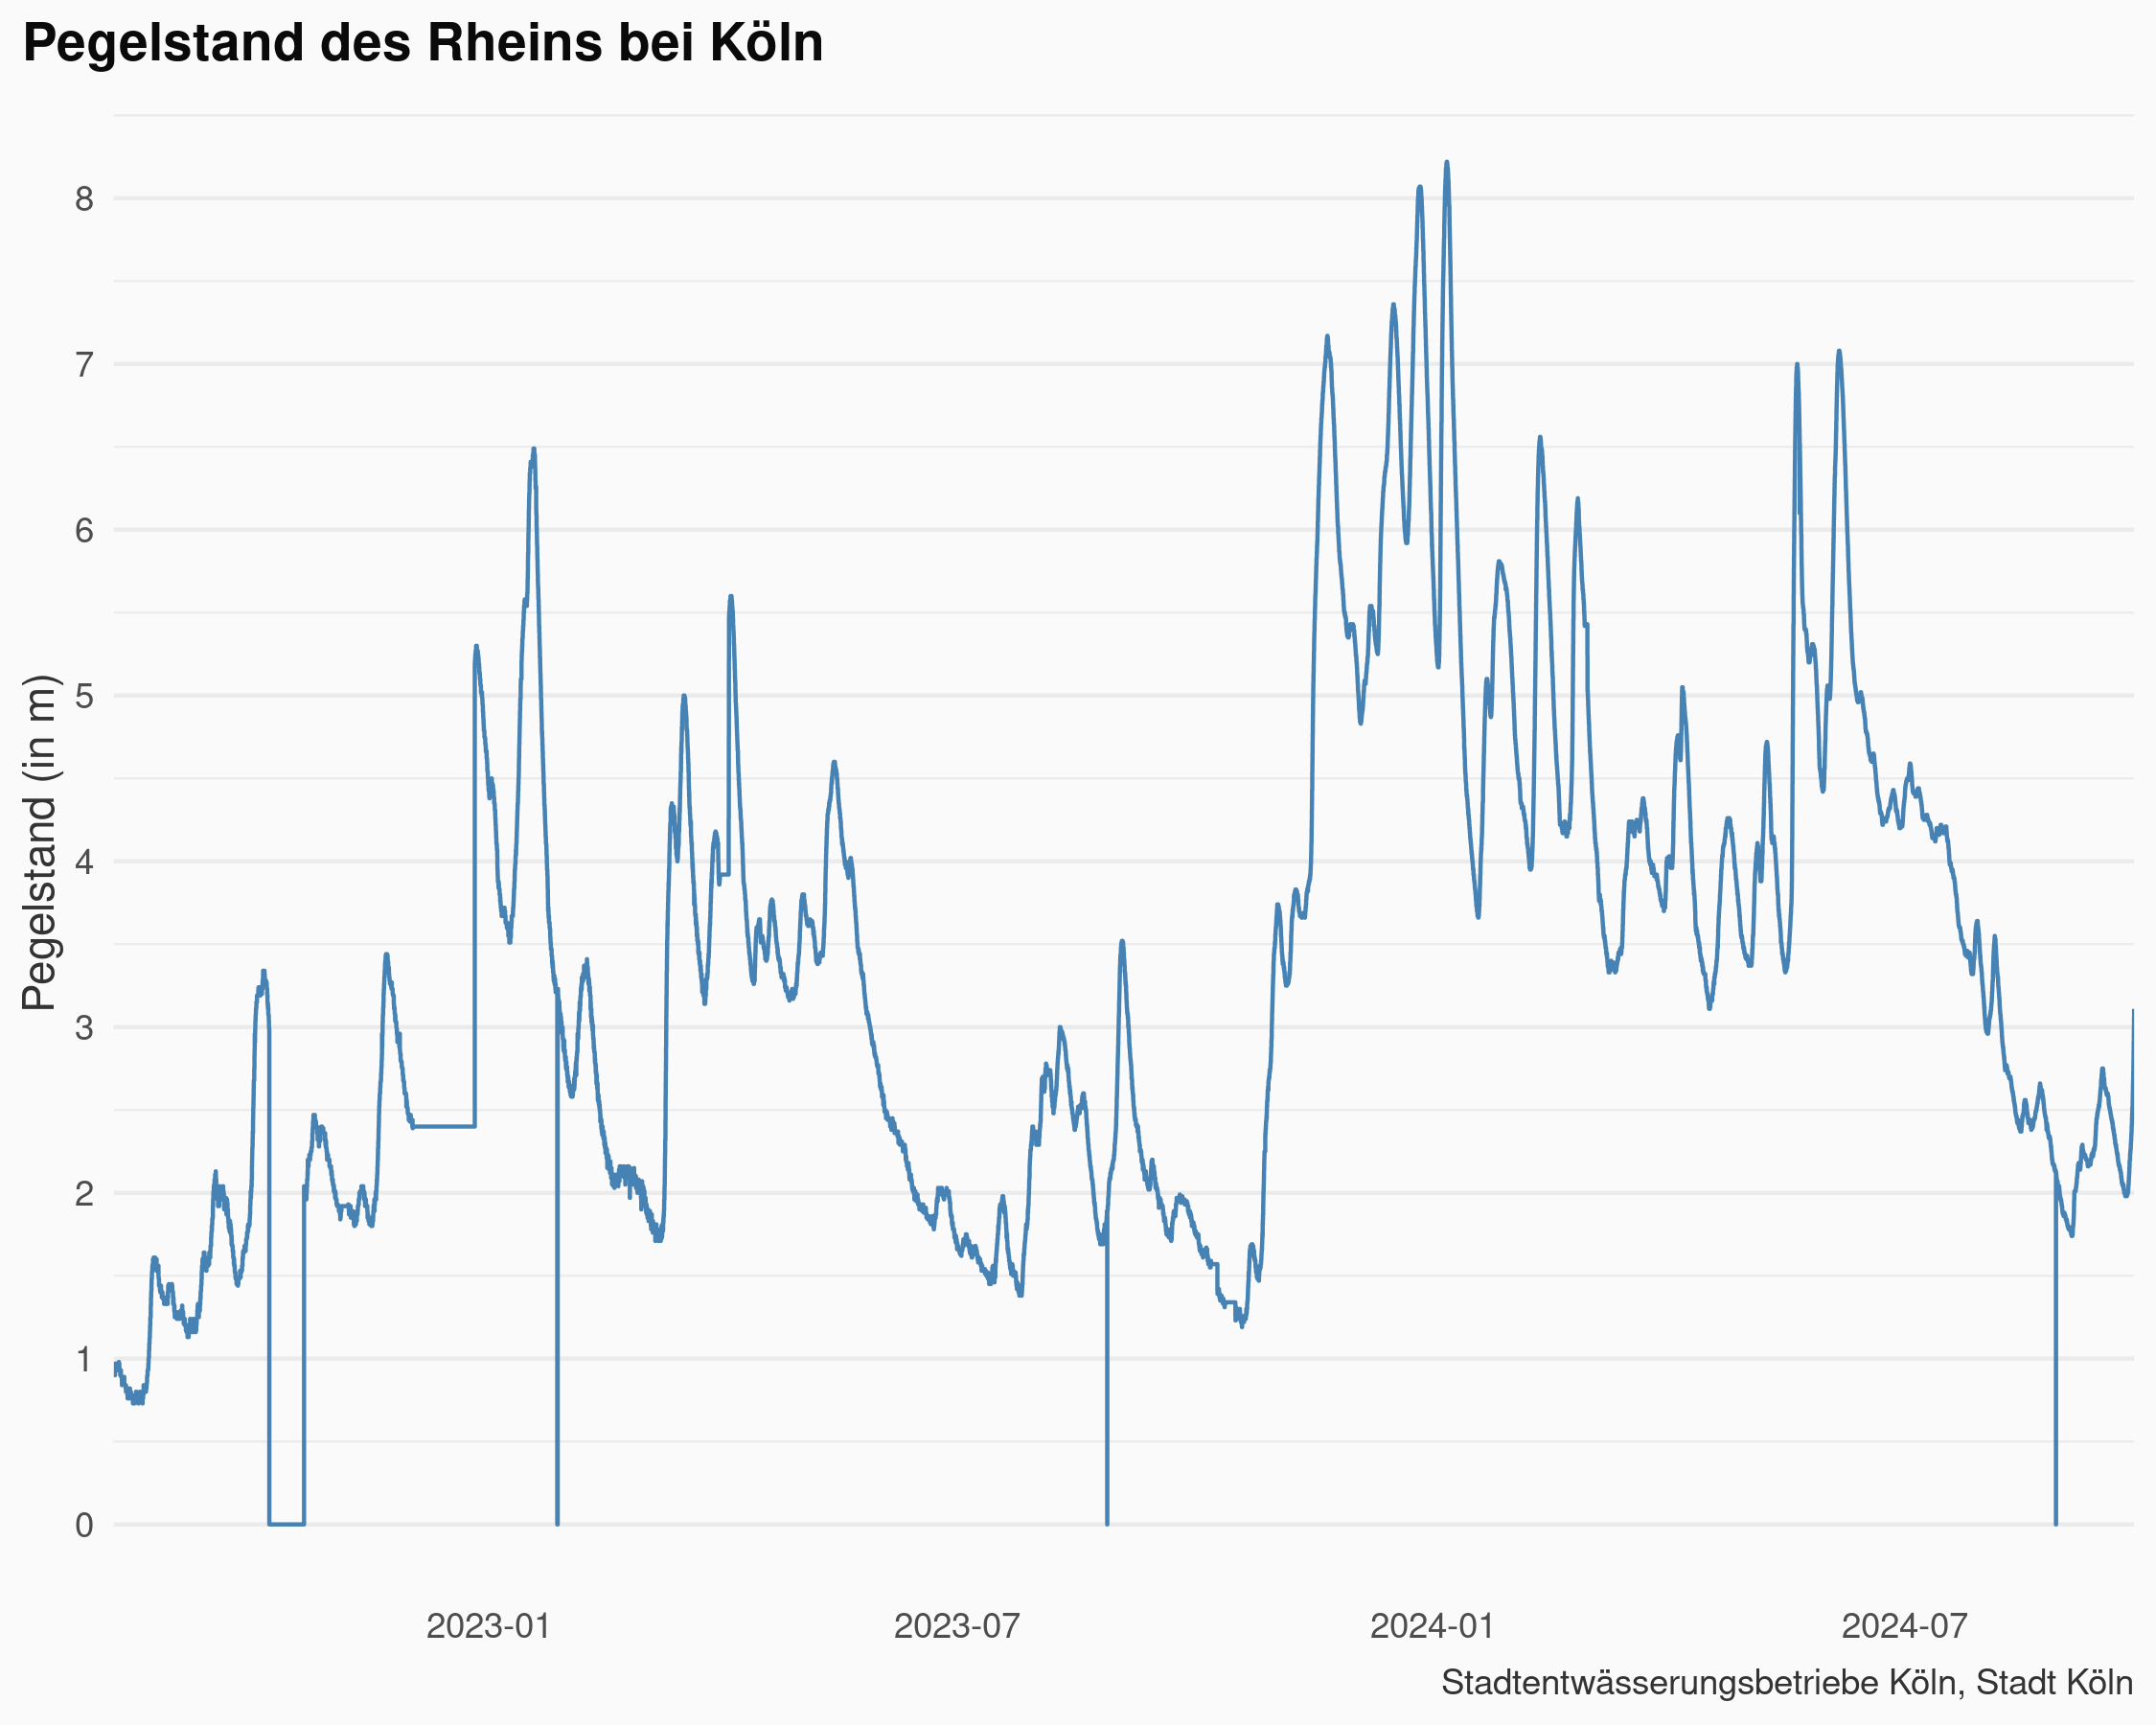 Pegelstand des Rheins bei Köln
Pegelstand (in m)
8
7
6
5
4
3
2
1
0
2023-01 2023-07 2024-01 2024-07
Stadtentwässerungsbetriebe Köln, Stadt Köln